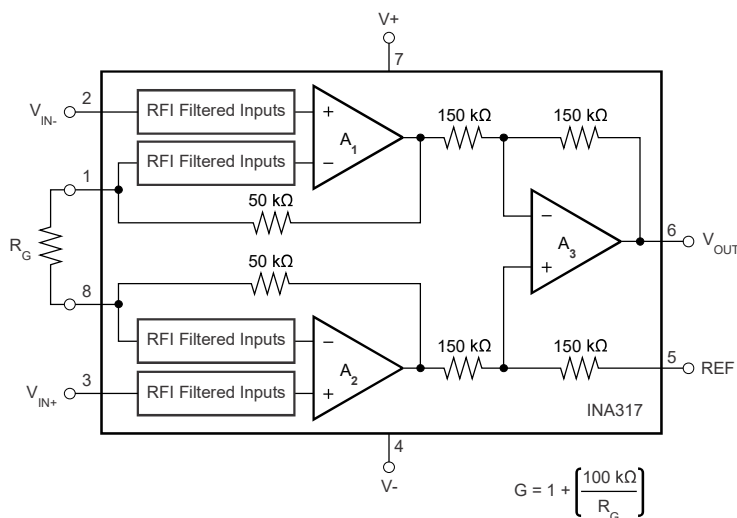 V+
7
2
V_IN-
RFI Filtered Inputs
+
A_1
150 kΩ
150 kΩ
RFI Filtered Inputs
−
1
50 kΩ
R_G
−
A_3
+
6
V_OUT
50 kΩ
8
RFI Filtered Inputs
−
A_2
150 kΩ
150 kΩ
5
REF
3
V_IN+
RFI Filtered Inputs
+
INA317
4
V-
G = 1 + [100 kΩ / R_G]